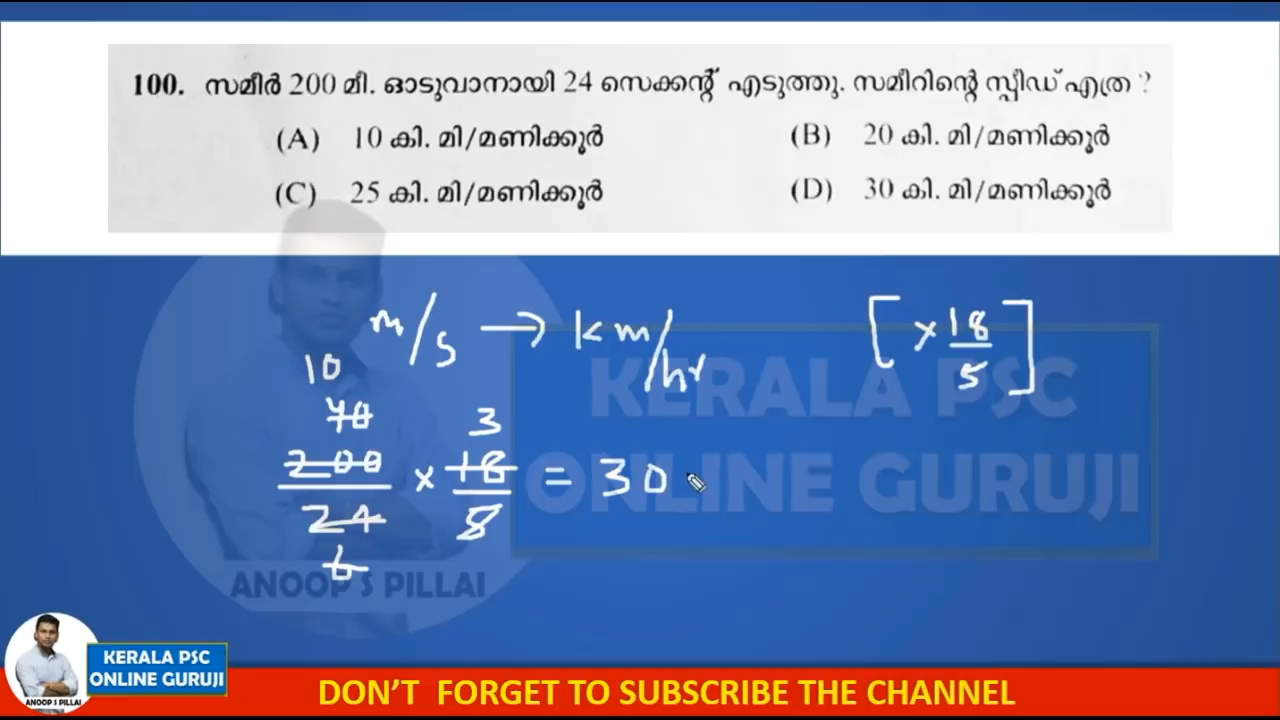 100. സമീർ 200 മീ. ഓടുവാനായി 24 സെക്കന്റ് എടുത്തു. സമീറിന്റെ സ്പീഡ് എത്ര ?
(A) 10 കി. മി/മണിക്കൂർ (B) 20 കി. മി/മണിക്കൂർ
(C) 25 കി. മി/മണിക്കൂർ (D) 30 കി. മി/മണിക്കൂർ
m/s → km/hr [×18/5]
10
40 3
200 × 18 = 30
24 5
6
KERALA PSC
ONLINE GURUJI
ANOOP S PILLAI
ANOOP S PILLAI
KERALA PSC
ONLINE GURUJI
DON'T FORGET TO SUBSCRIBE THE CHANNEL